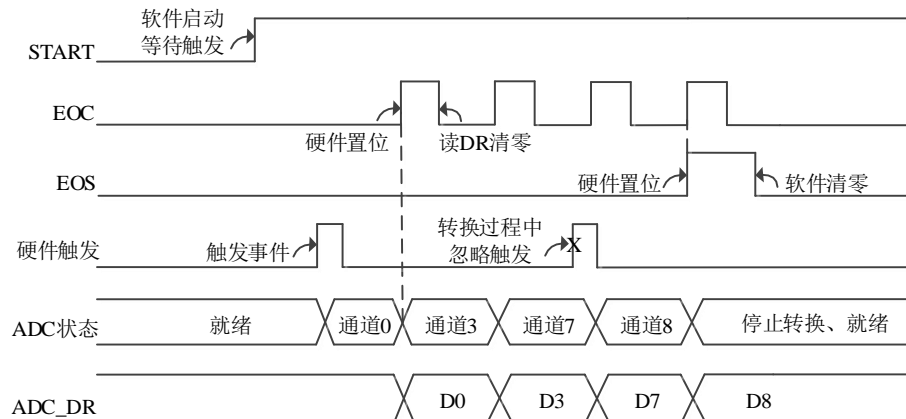 软件启动
等待触发
START
EOC
硬件置位
读DR清零
EOS
硬件置位
软件清零
硬件触发
触发事件
转换过程中
忽略触发
X
ADC状态
就绪
通道0
通道3
通道7
通道8
停止转换、就绪
ADC_DR
D0
D3
D7
D8